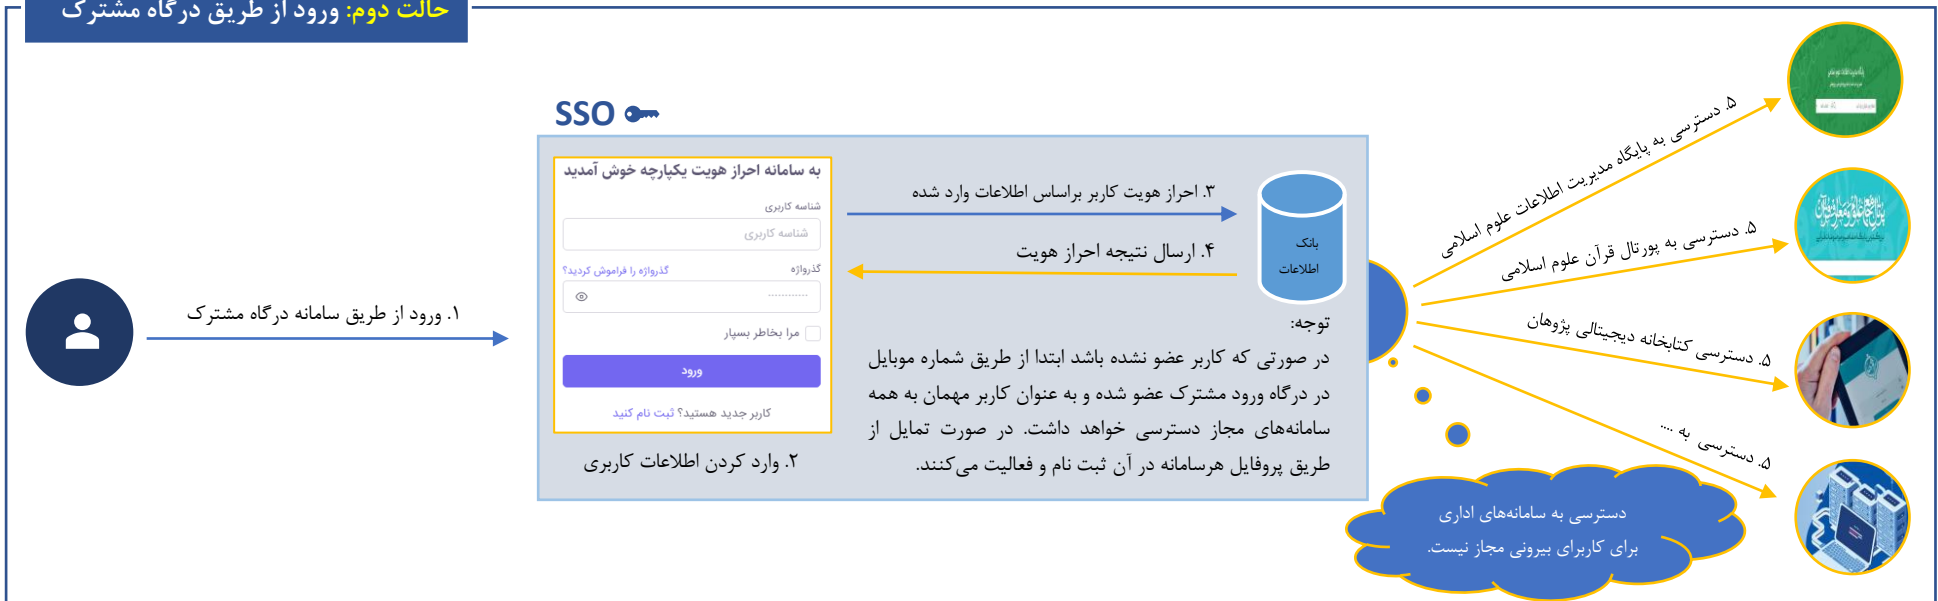 حالت دوم: ورود از طریق درگاه مشترک
SSO
۱. ورود از طریق سامانه درگاه مشترک
به سامانه احراز هویت یکپارچه خوش آمدید
شناسه کاربری
شناسه کاربری
گذرواژه
گذرواژه را فراموش کردید؟
مرا بخاطر بسپار
ورود
کاربر جدید هستید؟ ثبت نام کنید
۲. وارد کردن اطلاعات کاربری
۳. احراز هویت کاربر براساس اطلاعات وارد شده
۴. ارسال نتیجه احراز هویت
بانک
اطلاعات
توجه:
در صورتی که کاربر عضو نشده باشد ابتدا از طریق شماره موبایل
در درگاه ورود مشترک عضو شده و به عنوان کاربر مهمان به همه
سامانه‌های مجاز دسترسی خواهد داشت. در صورت تمایل از
طریق پروفایل هرسامانه در آن ثبت نام و فعالیت می‌کنند.
۵. دسترسی به پایگاه مدیریت اطلاعات علوم اسلامی
۵. دسترسی به پورتال قرآن علوم اسلامی
۵. دسترسی کتابخانه دیجیتالی پژوهان
۵. دسترسی به ....
دسترسی به سامانه‌های اداری
برای کاربرای بیرونی مجاز نیست.